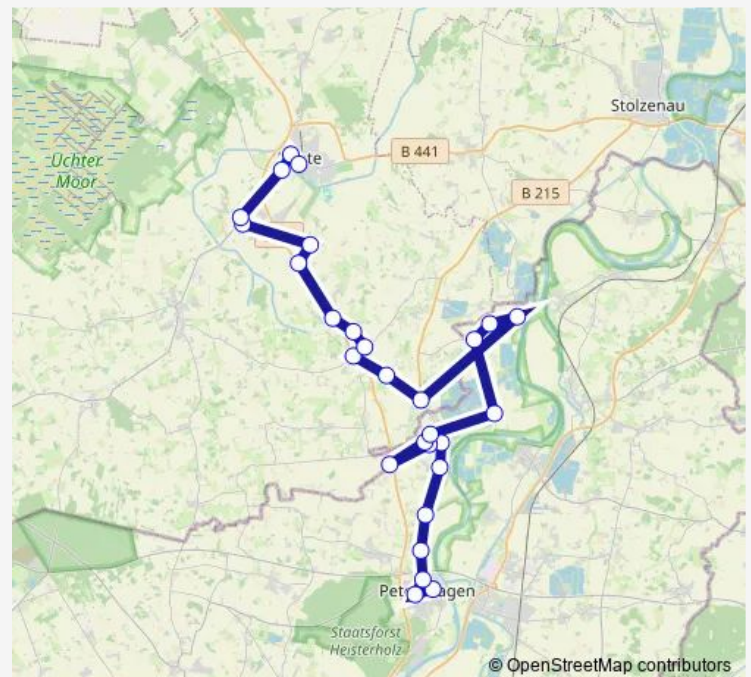 Stolzenau
B 441
Uchter
Moor
B 215
Staatsforst
Heisterholz
© OpenStreetMap contributors